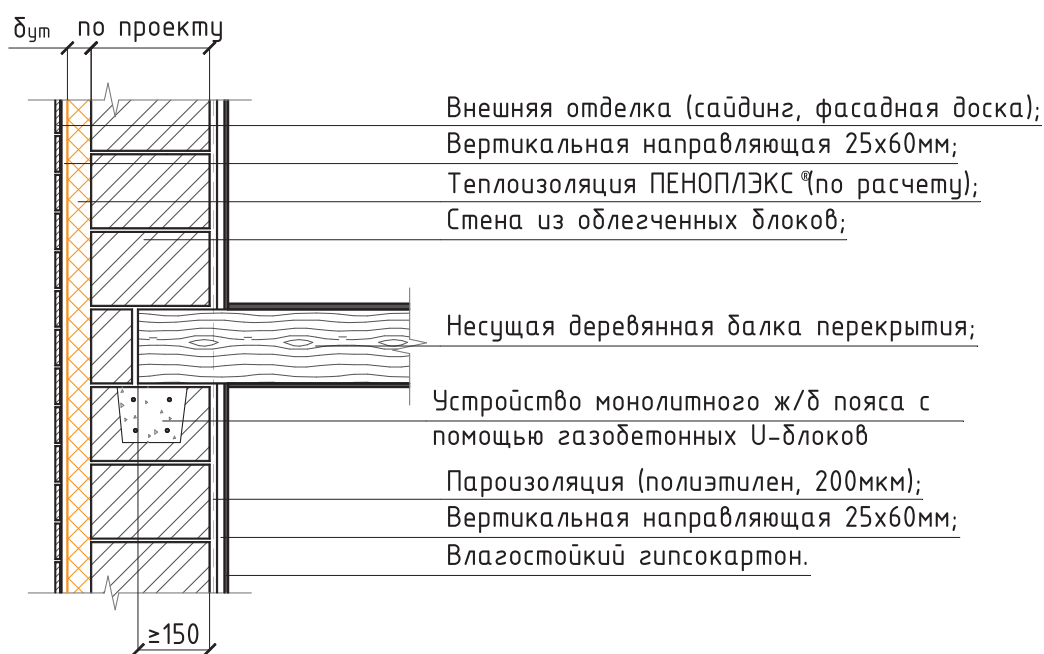 δут по проекту
Внешняя отделка (сайдинг, фасадная доска);
Вертикальная направляющая 25х60мм;
Теплоизоляция ПЕНОПЛЭКС®(по расчету);
Стена из облегченных блоков;
Несущая деревянная балка перекрытия;
Устройство монолитного ж/б пояса с
помощью газобетонных U-блоков
Пароизоляция (полиэтилен, 200мкм);
Вертикальная направляющая 25х60мм;
Влагостойкий гипсокартон.
≥150